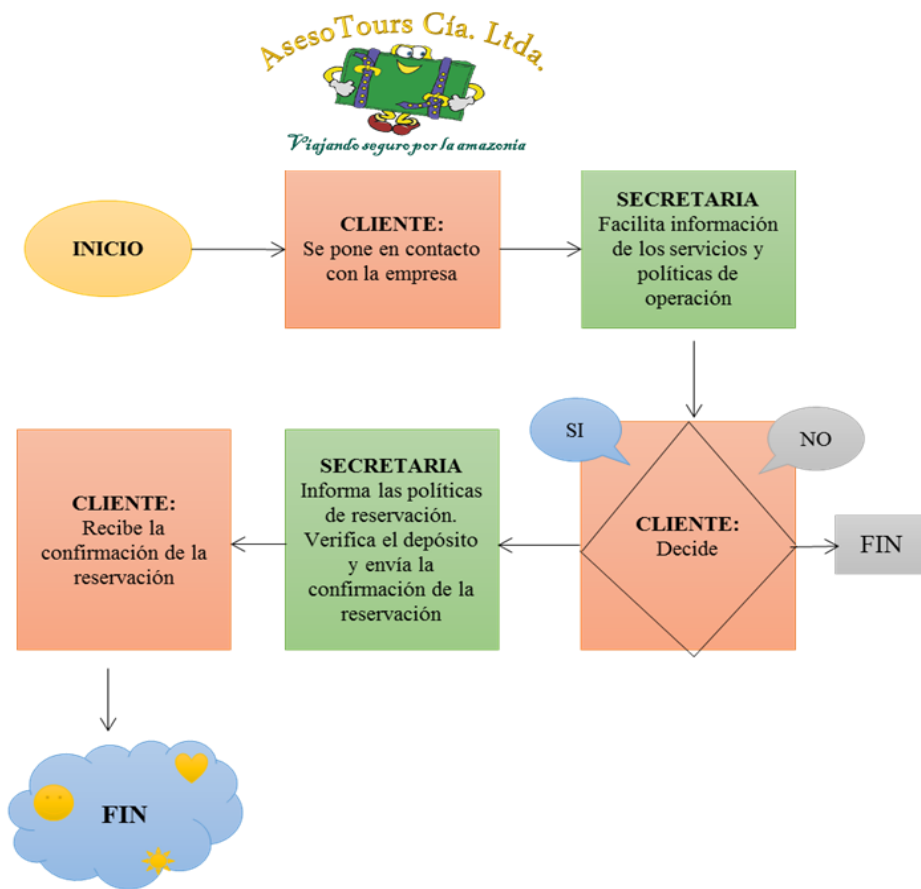 AsesoTours Cía. Ltda.
Viajando seguro por la amazonia
INICIO
CLIENTE:
Se pone en contacto
con la empresa
SECRETARIA
Facilita información
de los servicios y
políticas de
operación
SI
NO
CLIENTE:
Decide
FIN
SECRETARIA
Informa las políticas
de reservación.
Verifica el depósito
y envía la
confirmación de la
reservación
CLIENTE:
Recibe la
confirmación de la
reservación
FIN